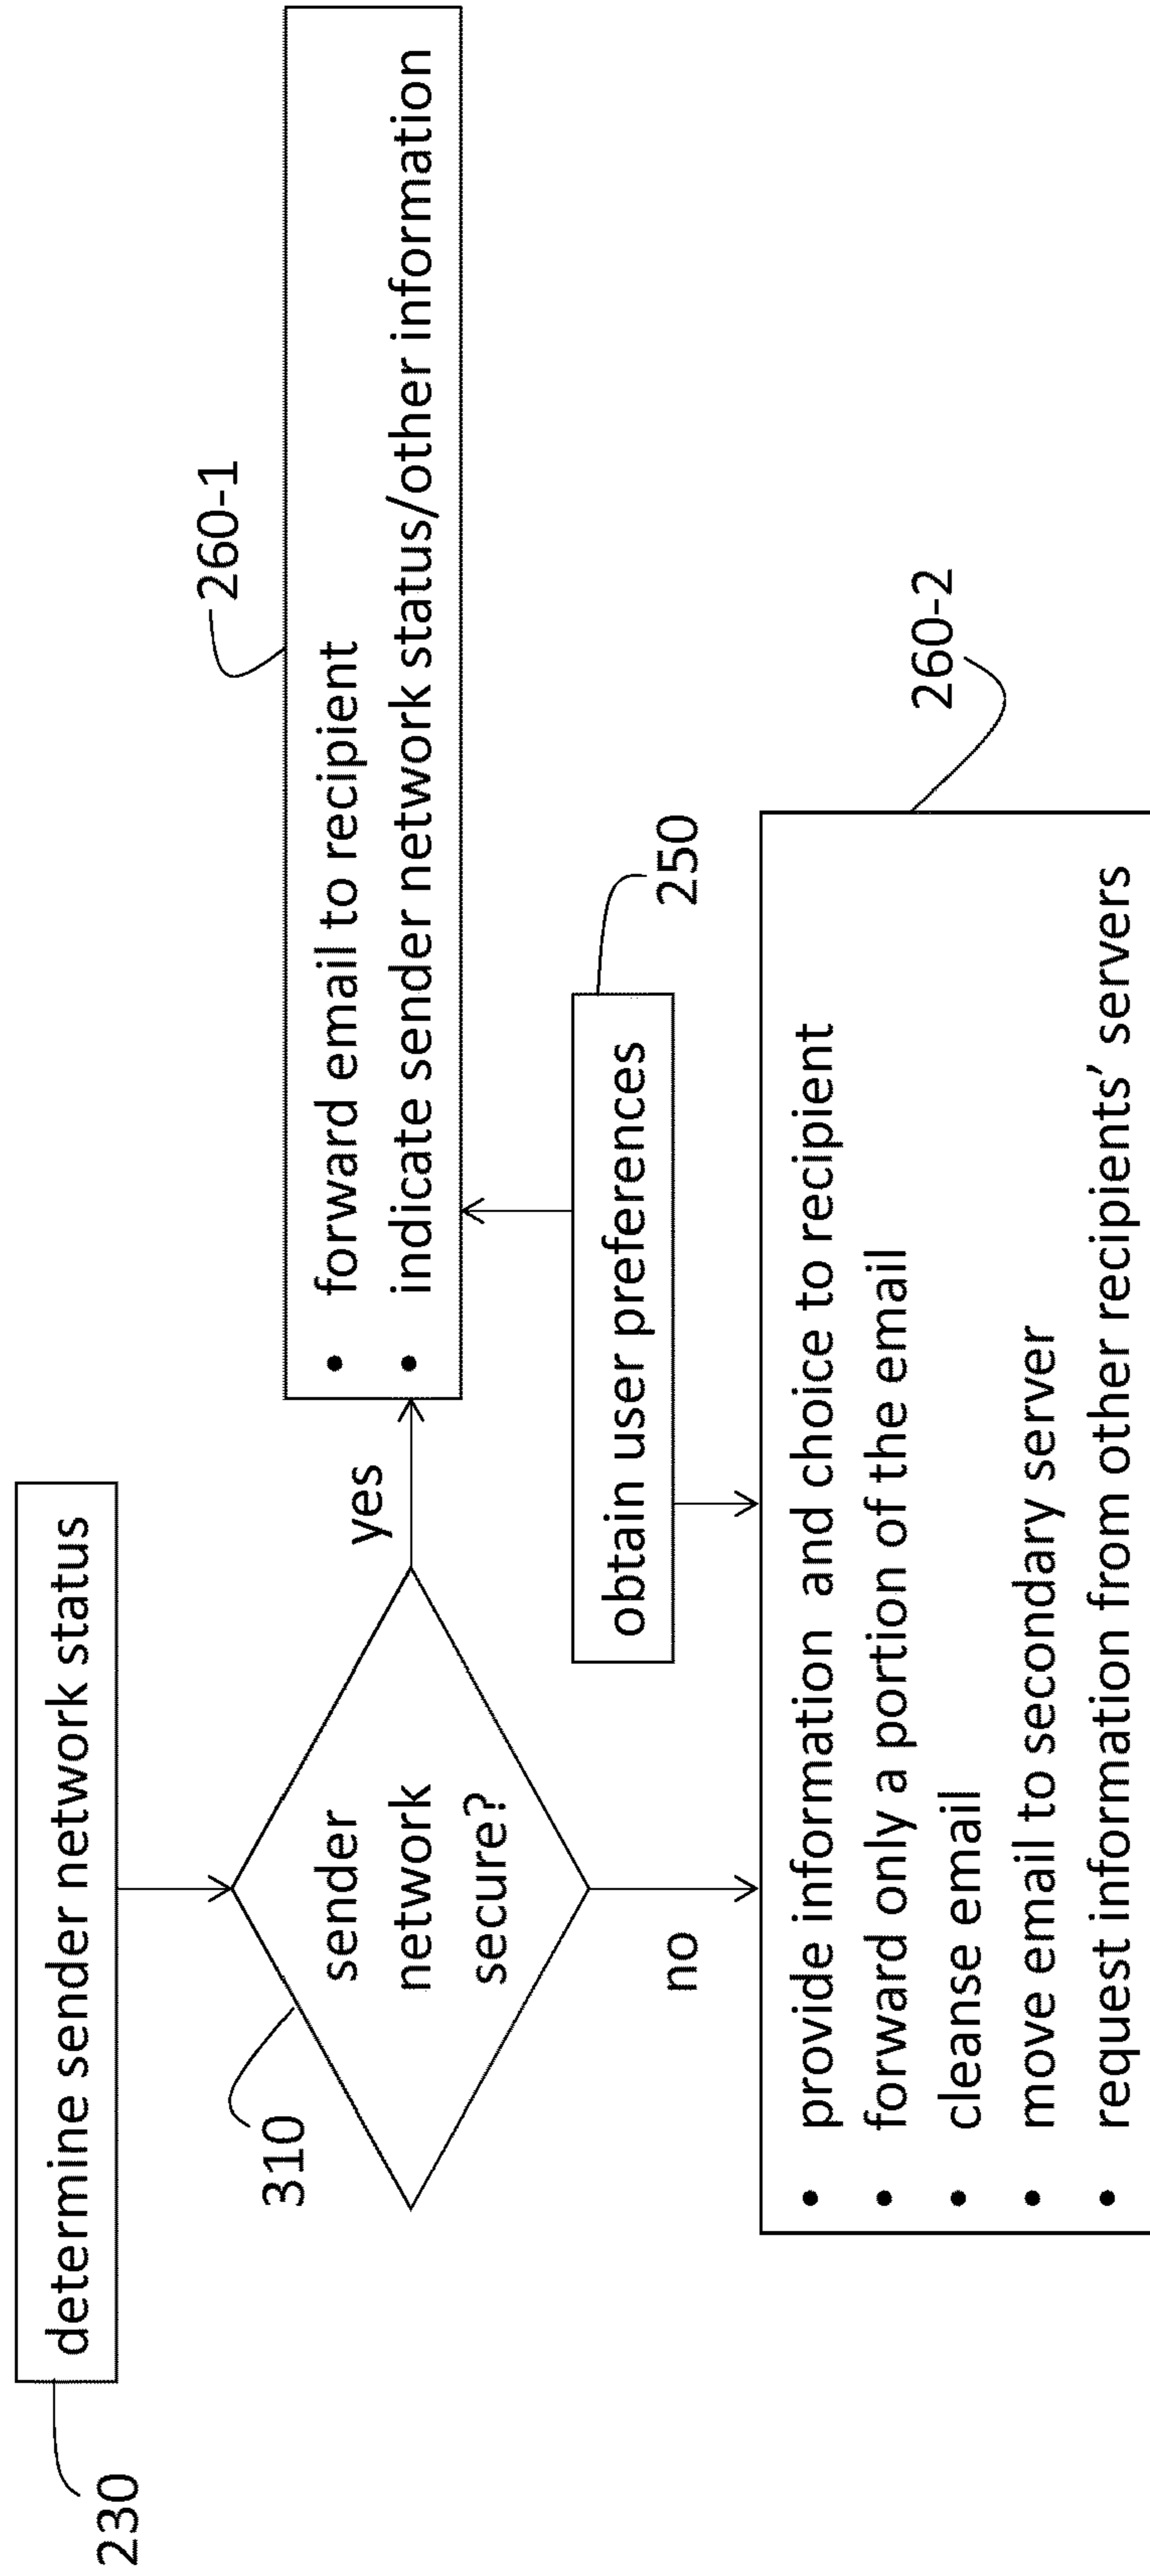 230
determine sender network status
310
sender
network
secure?
yes
no
260-1
• forward email to recipient
• indicate sender network status/other information
obtain user preferences
250
260-2
• provide information and choice to recipient
• forward only a portion of the email
• cleanse email
• move email to secondary server
• request information from other recipients’ servers